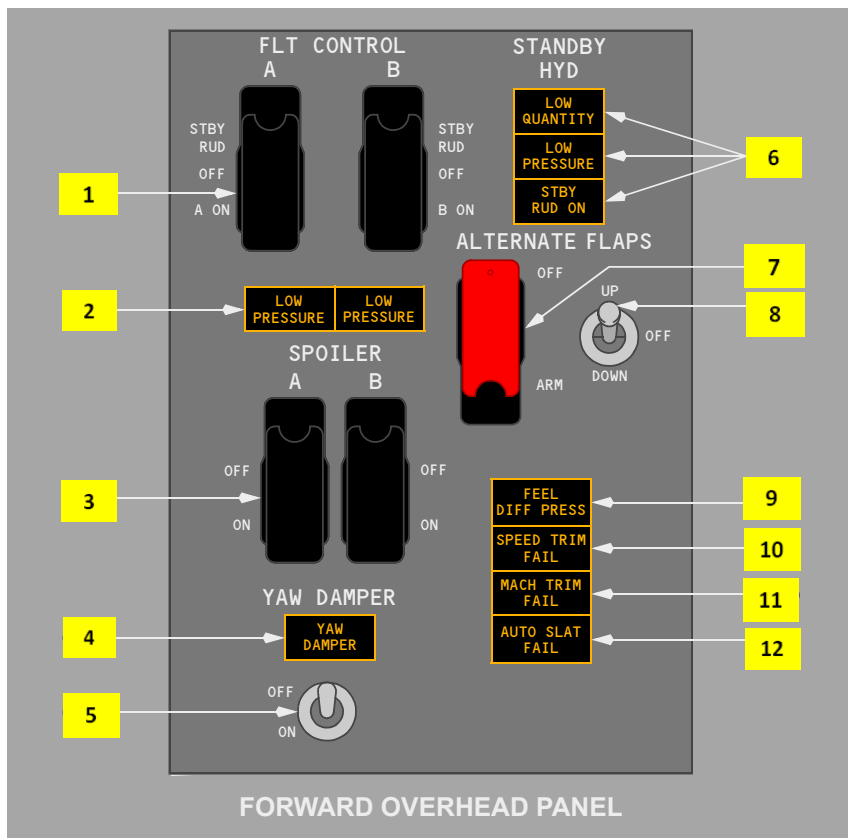 FLT CONTROL
A
B
STBY
RUD
OFF
A ON
STBY
RUD
OFF
B ON
1
LOW
PRESSURE
LOW
PRESSURE
2
SPOILER
A
B
OFF
ON
OFF
ON
3
YAW DAMPER
YAW
DAMPER
4
OFF
ON
5
STANDBY
HYD
LOW
QUANTITY
LOW
PRESSURE
STBY
RUD ON
6
ALTERNATE FLAPS
OFF
ARM
7
UP
OFF
DOWN
8
FEEL
DIFF PRESS
9
SPEED TRIM
FAIL
10
MACH TRIM
FAIL
11
AUTO SLAT
FAIL
12
FORWARD OVERHEAD PANEL